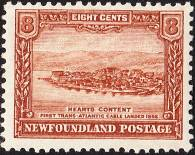 8 EIGHT CENTS 8
HEARTS CONTENT
FIRST TRANS-ATLANTIC CABLE LANDED 1866
NEWFOUNDLAND POSTAGE